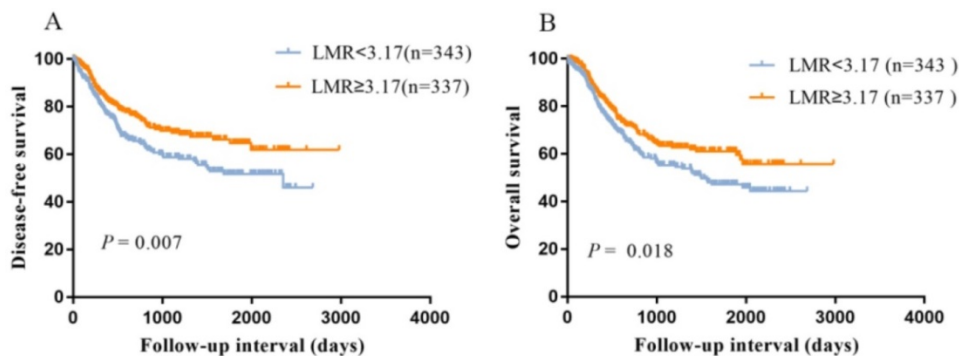 A
LMR<3.17(n=343)
LMR≥3.17(n=337)
100
80
60
40
20
0
Disease-free survival
P = 0.007
0 1000 2000 3000 4000
Follow-up interval (days)
B
LMR<3.17 (n=343 )
LMR≥3.17 (n=337 )
100
80
60
40
20
0
Overall survival
P = 0.018
0 1000 2000 3000 4000
Follow-up interval (days)